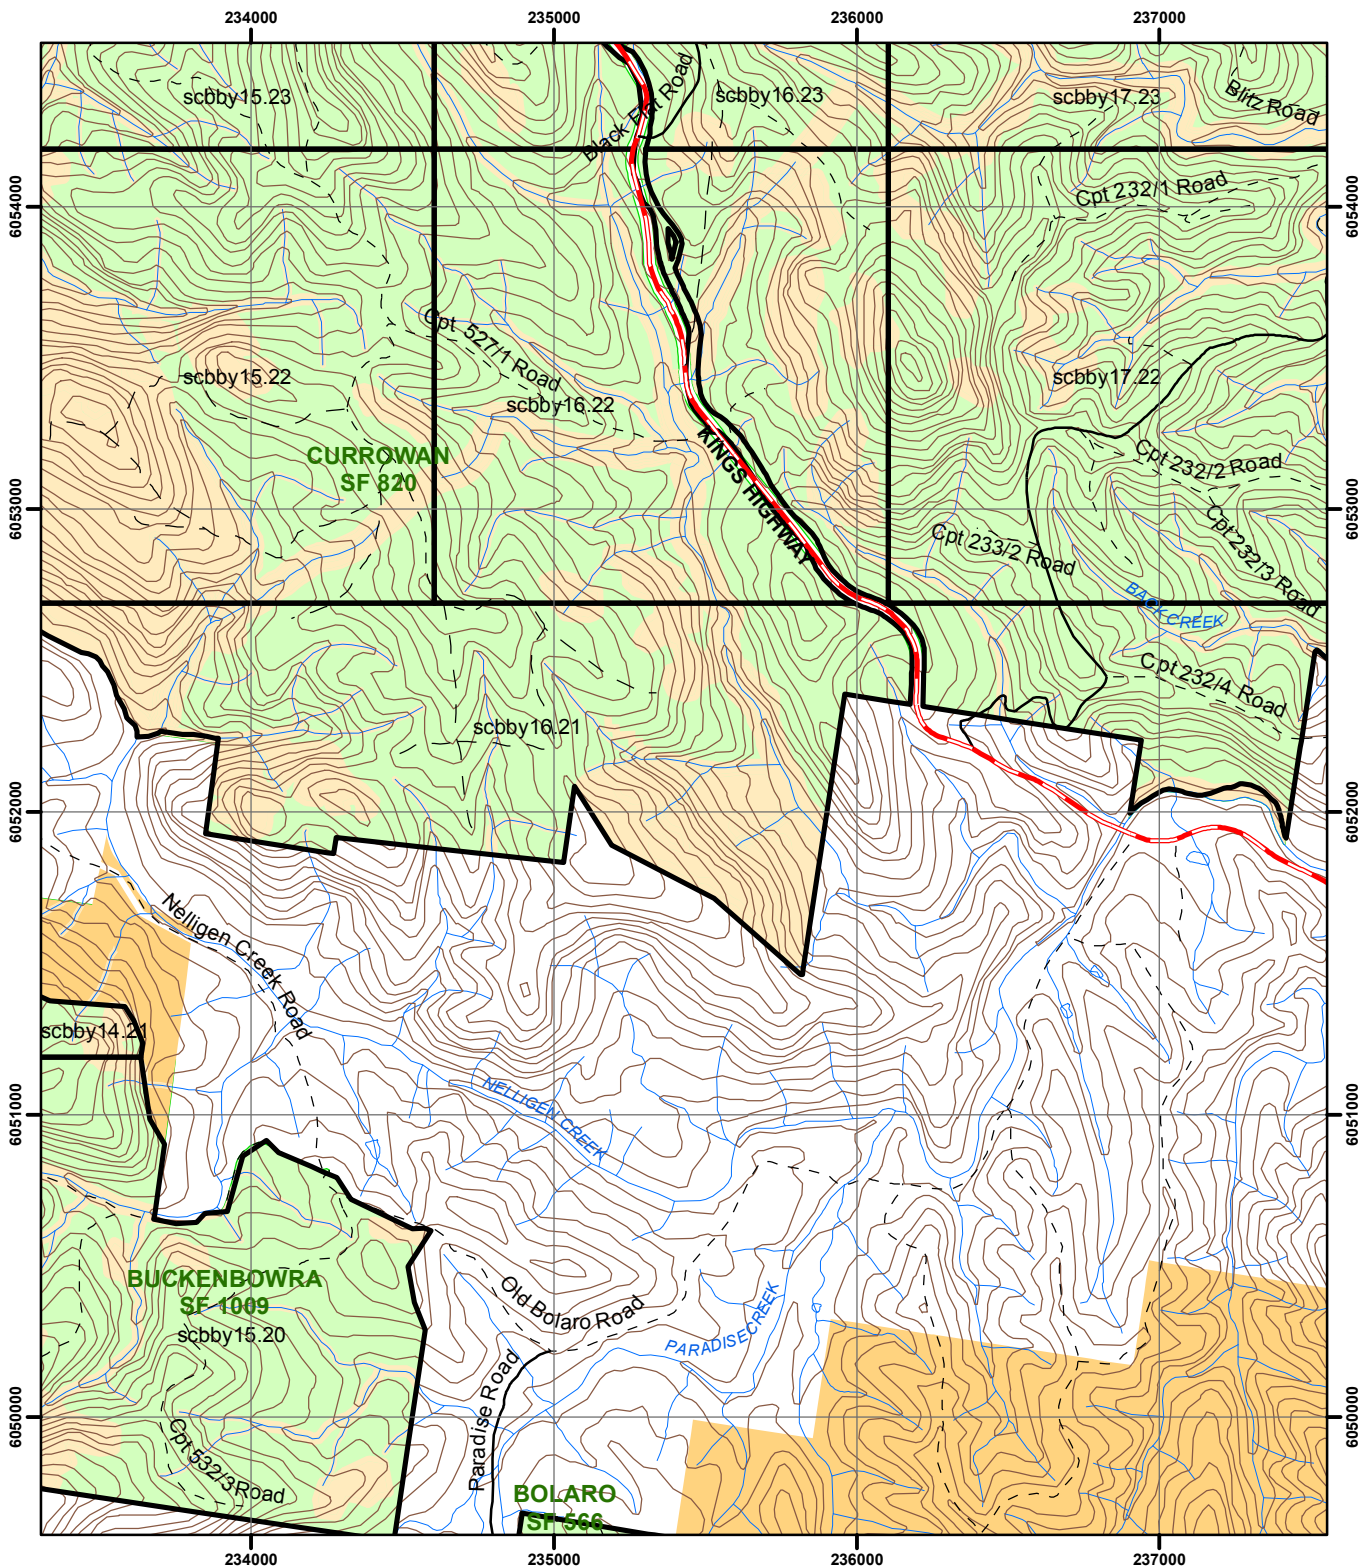 234000
235000
236000
237000
scbby15.23
Black Flat Road
scbby16.23
scbby17.23
Blitz Road
6054000
Cpt 232/1 Road
6054000
Cpt 527/1 Road
scbby15.22
scbby16.22
scbby17.22
CURROWAN
SF 820
KINGS HIGHWAY
Cpt 232/2 Road
6053000
Cpt 233/2 Road
Cpt 232/3 Road
6053000
BACK CREEK
Cpt 232/4 Road
scbby16.21
6052000
6052000
Nelligen Creek Road
scbby14.21
6051000
NELLIGEN CREEK
6051000
BUCKENBOWRA
SF 1009
scbby15.20
Old Bolaro Road
PARADISE CREEK
Paradise Road
6050000
6050000
Cpt 532/3 Road
BOLARO
SF 566
234000
235000
236000
237000